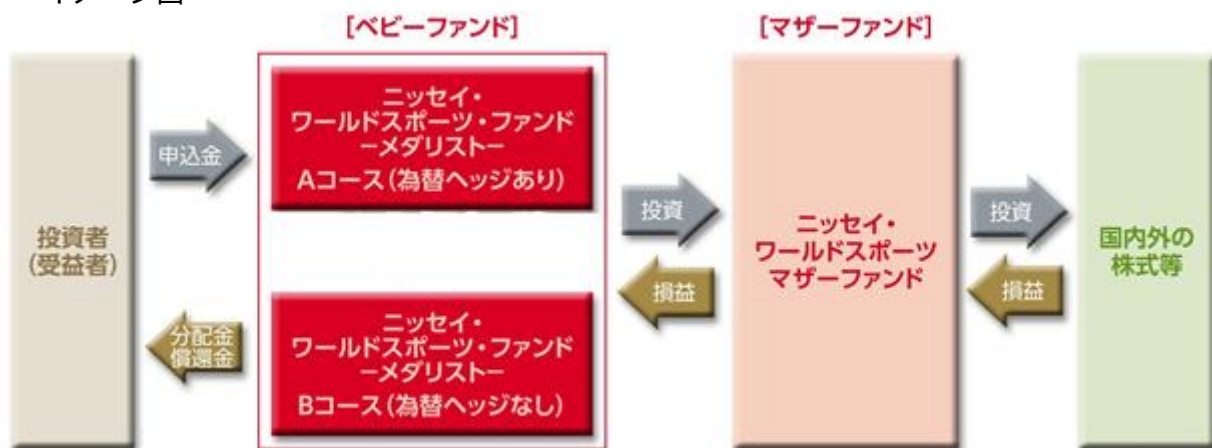 [ベビーファンド]
[マザーファンド]
投資者
(受益者)
申込金
分配金
償還金
ニッセイ・
ワールドスポーツ・ファンド
−メダリスト−
Aコース(為替ヘッジあり)
ニッセイ・
ワールドスポーツ・ファンド
−メダリスト−
Bコース(為替ヘッジなし)
投資
損益
ニッセイ・
ワールドスポーツ
マザーファンド
投資
損益
国内外の
株式等